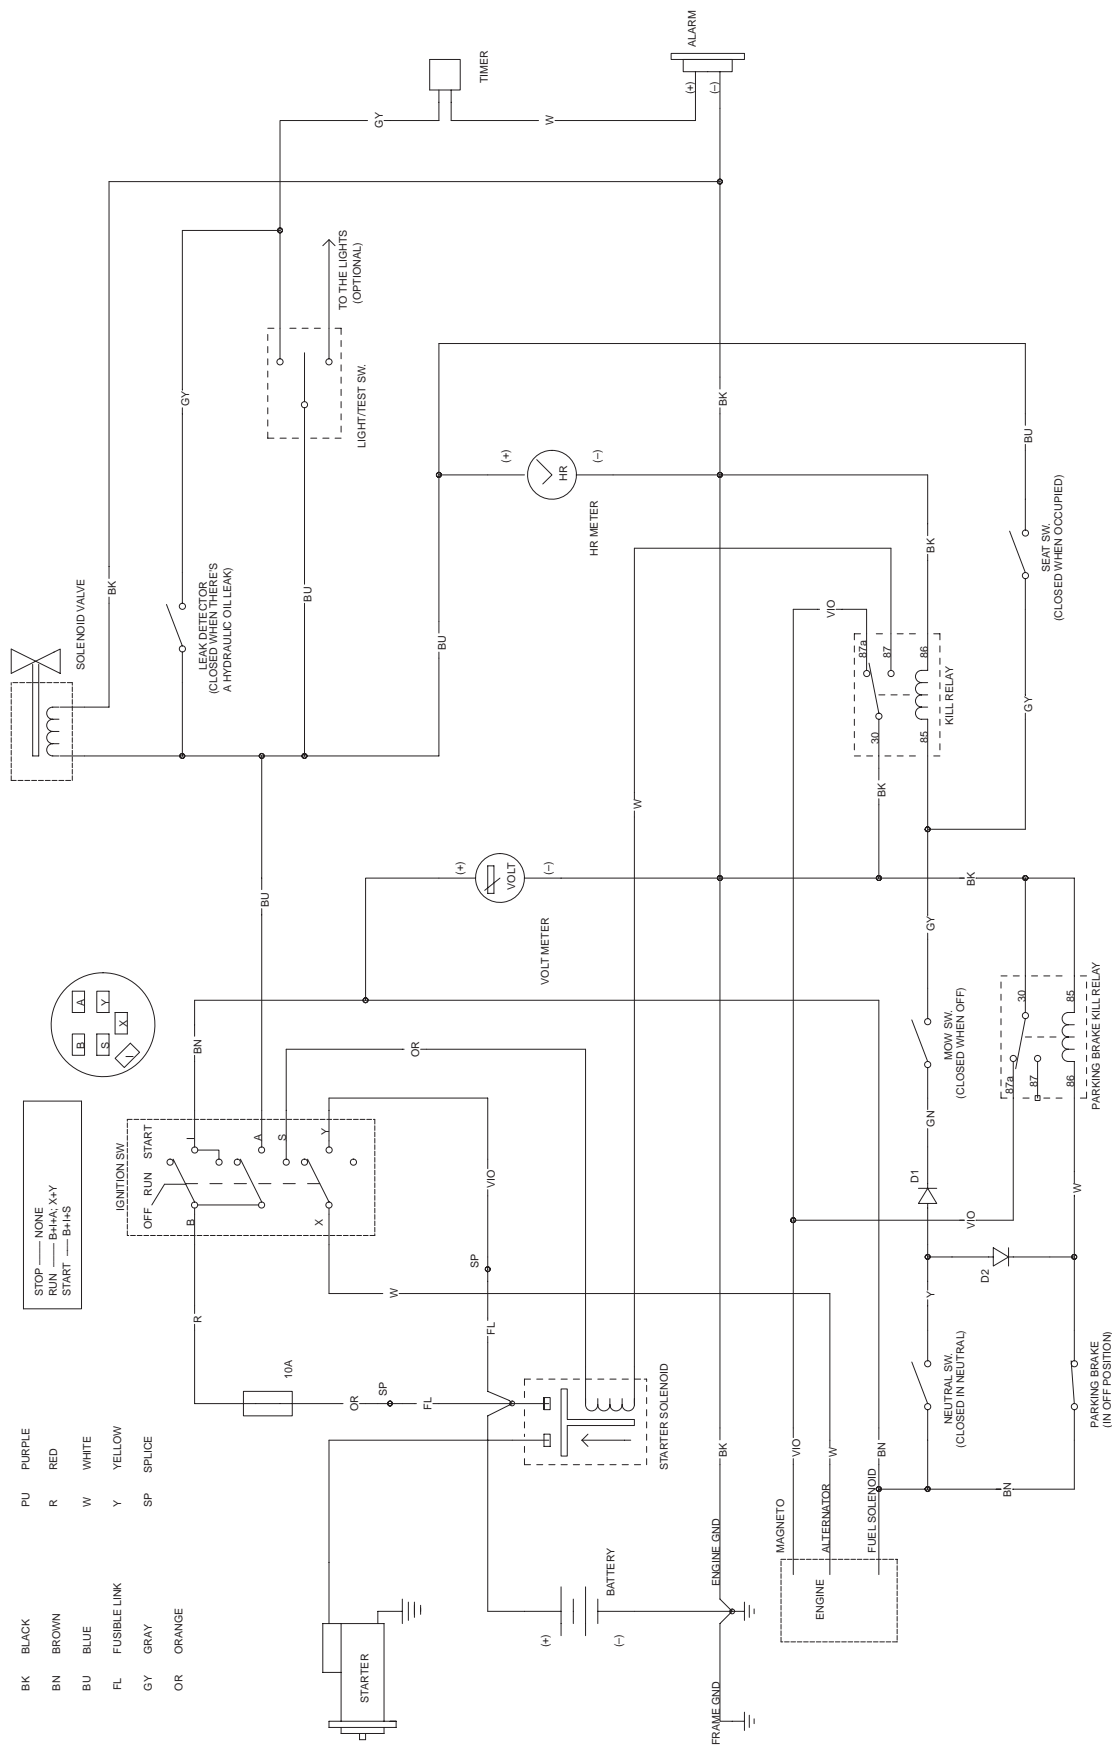 BK BLACK
BN BROWN
BU BLUE
FL FUSIBLE LINK
GY GRAY
OR ORANGE
PU PURPLE
R RED
W WHITE
Y YELLOW
SP SPLICE
STOP —— NONE
RUN —— B+I+A; X+Y
START — B+I+S
B
A
S
Y
X
I
IGNITION SW
OFF RUN START
B
X
I
A
S
Y
R
10A
OR
SP
FL
FL
SP
VIO
W
BN
OR
BU
STARTER
STARTER SOLENOID
(+)
(–)
BATTERY
FRAME GND
ENGINE GND
BK
ENGINE
MAGNETO
ALTERNATOR
FUEL SOLENOID
VIO
W
BN
BN
NEUTRAL SW.
(CLOSED IN NEUTRAL)
Y
D1
D2
GN
MOW SW.
(CLOSED WHEN OFF)
GY
PARKING BRAKE
(IN OFF POSITION)
W
VIO
PARKING BRAKE KILL RELAY
87a
87
86
30
85
BK
VOLT METER
VOLT
(+)
(–)
W
BK
KILL RELAY
30
85
87a
87
86
VIO
BK
GY
SEAT SW.
(CLOSED WHEN OCCUPIED)
BU
HR METER
HR
(+)
(–)
BU
BK
SOLENOID VALVE
BK
LEAK DETECTOR
(CLOSED WHEN THERE'S
A HYDRAULIC OIL LEAK)
GY
BU
LIGHT/TEST SW.
TO THE LIGHTS
(OPTIONAL)
GY
TIMER
W
ALARM
(+)
(–)